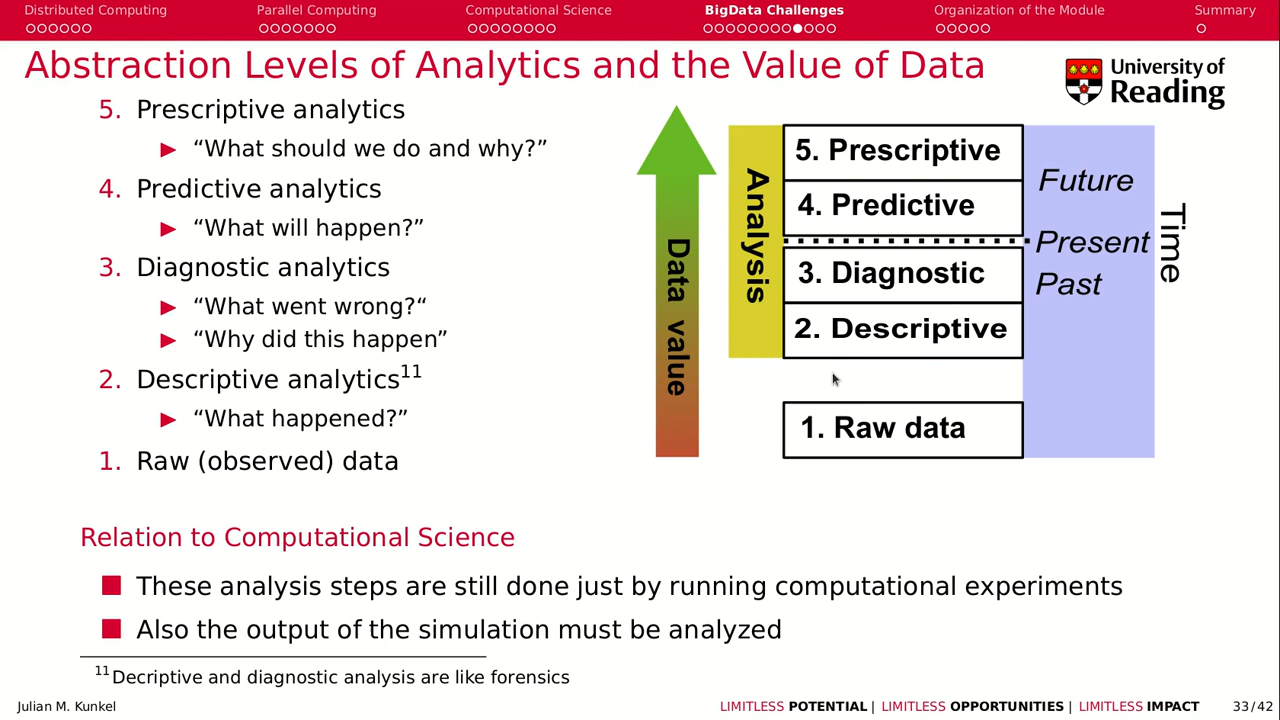 Distributed Computing
Parallel Computing
Computational Science
BigData Challenges
Organization of the Module
Summary
Abstraction Levels of Analytics and the Value of Data
University of
Reading
5. Prescriptive analytics
“What should we do and why?”
4. Predictive analytics
“What will happen?”
3. Diagnostic analytics
“What went wrong?“
“Why did this happen”
2. Descriptive analytics11
“What happened?”
1. Raw (observed) data
Data value
Analysis
5. Prescriptive
4. Predictive
3. Diagnostic
2. Descriptive
1. Raw data
Future
Present
Past
Time
Relation to Computational Science
These analysis steps are still done just by running computational experiments
Also the output of the simulation must be analyzed
11Decriptive and diagnostic analysis are like forensics
Julian M. Kunkel
LIMITLESS POTENTIAL | LIMITLESS OPPORTUNITIES | LIMITLESS IMPACT
33/42